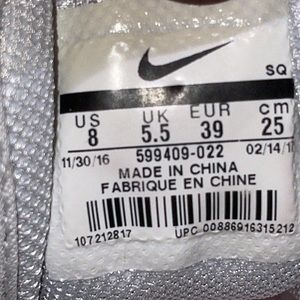 SQ
US UK EUR cm
8 5.5 39 25
11/30/16 599409-022 02/14/1
MADE IN CHINA
FABRIQUE EN CHINE
107212817 UPC 00886916315212